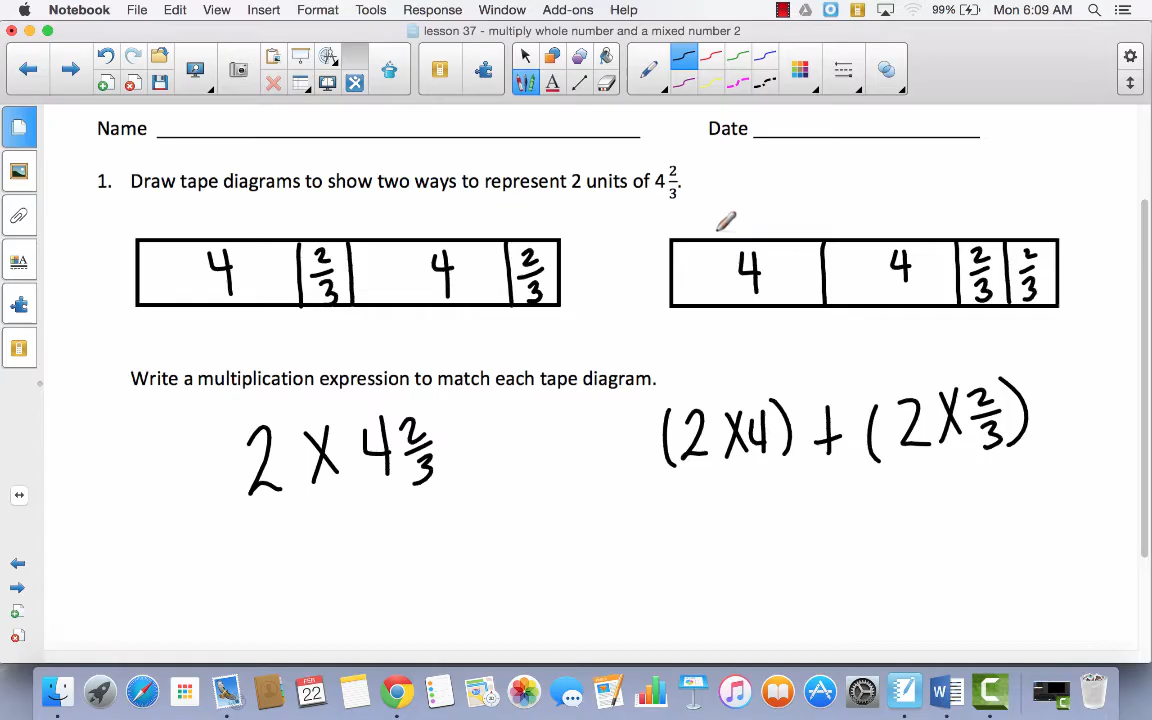 Notebook File Edit View Insert Format Tools Response Window Add-ons Help 99% Mon 6:09 AM
lesson 37 - multiply whole number and a mixed number 2
Name Date
1. Draw tape diagrams to show two ways to represent 2 units of 4 2/3.
4 2/3 4 2/3 4 4 2/3 2/3
Write a multiplication expression to match each tape diagram.
2 X 4 2/3 (2 X 4) + (2 X 2/3)
22